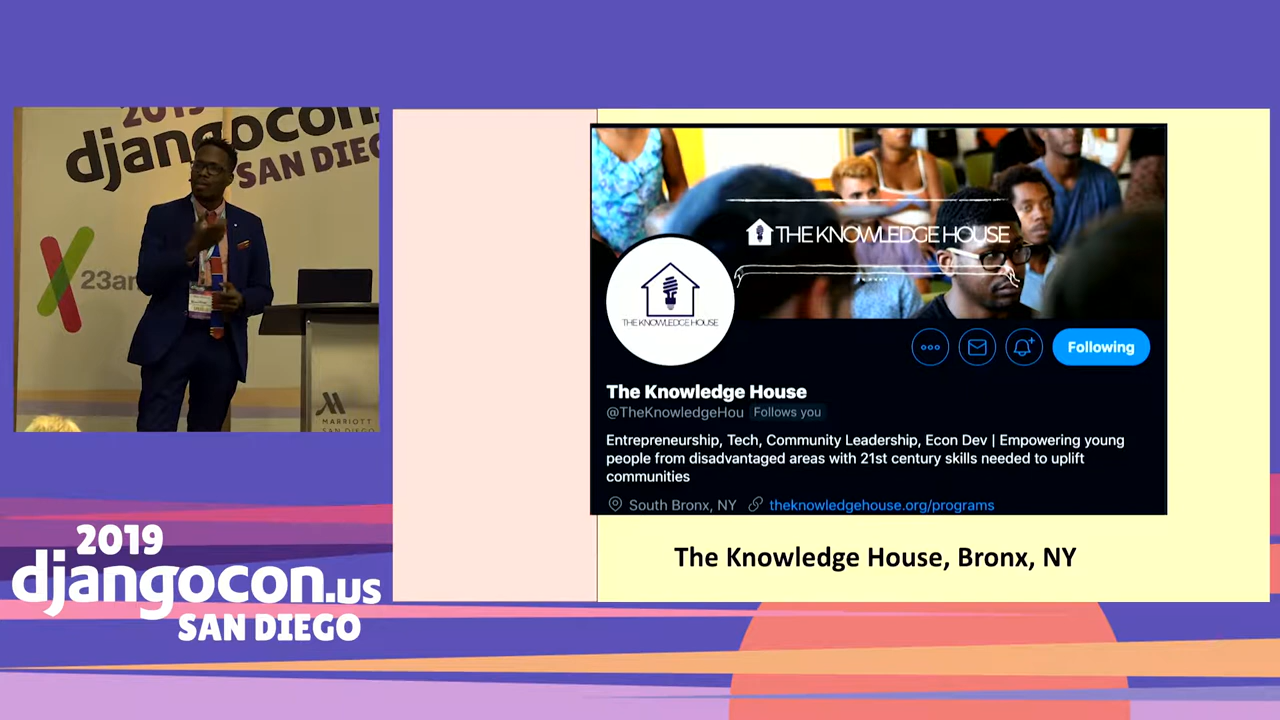 2019
djangocon.
SAN DIEGO
23an
MARRIOTT
SAN DIEGO
2019
djangocon.us
SAN DIEGO
THE KNOWLEDGE HOUSE
THE KNOWLEDGE HOUSE
Following
The Knowledge House
@TheKnowledgeHou Follows you
Entrepreneurship, Tech, Community Leadership, Econ Dev | Empowering young
people from disadvantaged areas with 21st century skills needed to uplift
communities
South Bronx, NY theknowledgehouse.org/programs
The Knowledge House, Bronx, NY